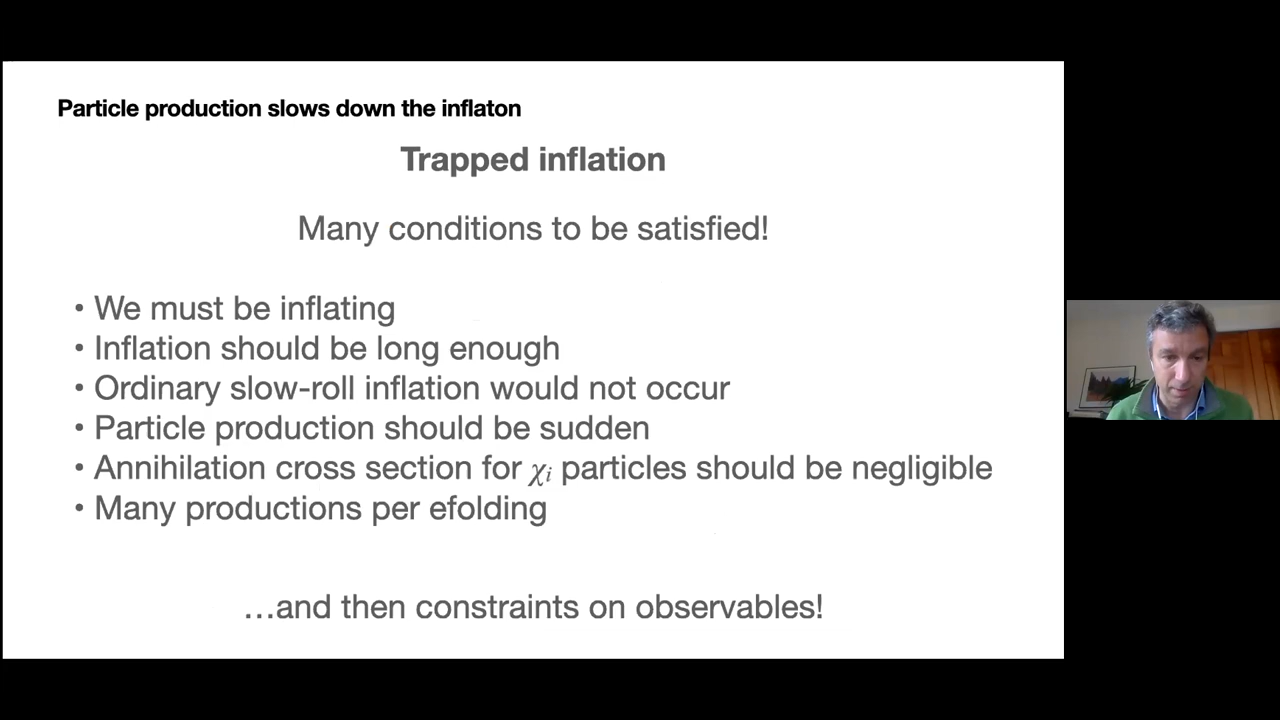 Particle production slows down the inflaton
Trapped inflation
Many conditions to be satisfied!
• We must be inflating
• Inflation should be long enough
• Ordinary slow-roll inflation would not occur
• Particle production should be sudden
• Annihilation cross section for χᵢ particles should be negligible
• Many productions per efolding
…and then constraints on observables!